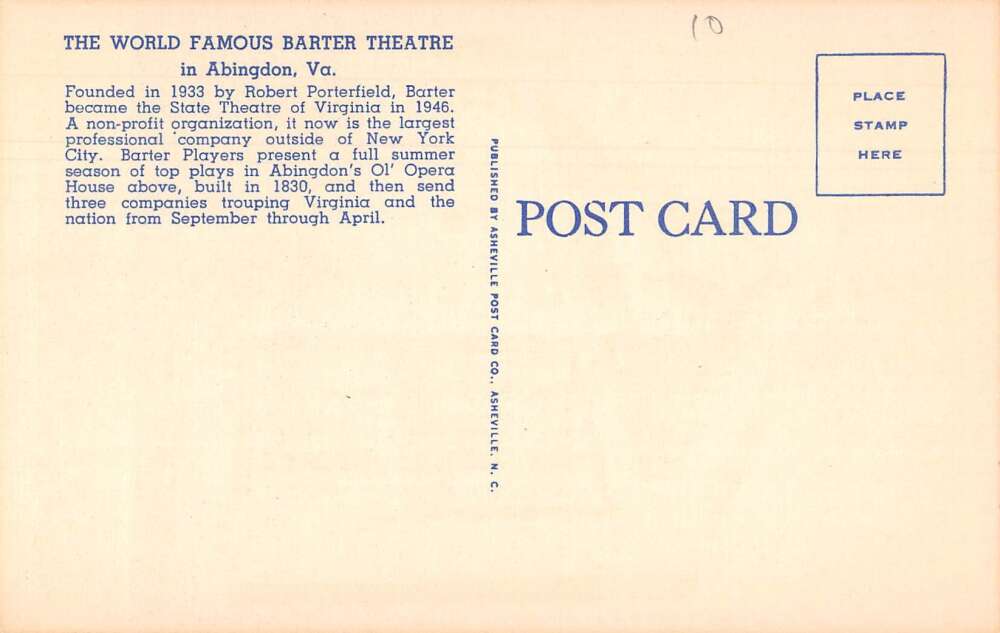 THE WORLD FAMOUS BARTER THEATRE
in Abingdon, Va.
Founded in 1933 by Robert Porterfield, Barter
became the State Theatre of Virginia in 1946.
A non-profit organization, it now is the largest
professional company outside of New York
City. Barter Players present a full summer
season of top plays in Abingdon's Ol' Opera
House above, built in 1830, and then send
three companies trouping Virginia and the
nation from September through April.
PUBLISHED BY ASHEVILLE POST CARD CO., ASHEVILLE, N. C.
POST CARD
10
PLACE
STAMP
HERE